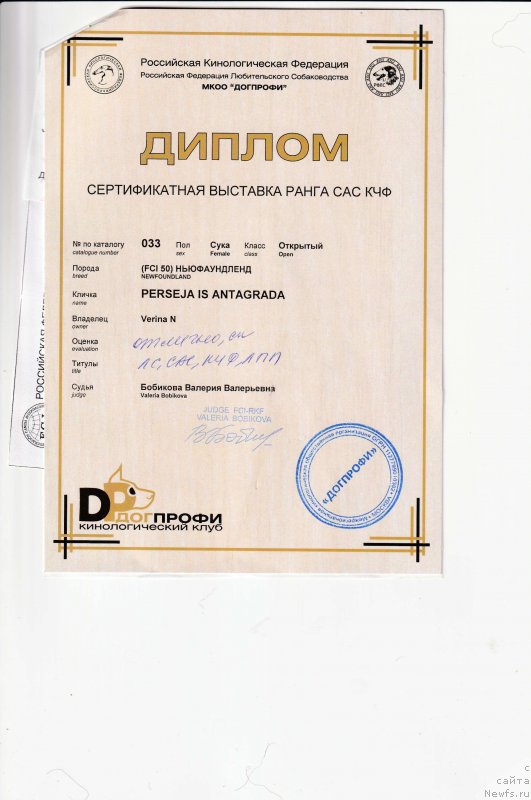 Российская Кинологическая Федерация
Российская Федерация Любительского Собаководства
МКОО "ДОГПРОФИ"
ДИПЛОМ
СЕРТИФИКАТНАЯ ВЫСТАВКА РАНГА САС КЧФ
№ по каталогу 033 Пол Сука Класс Открытый
catalogue number sex Female class Open
Порода (FCI 50) НЬЮФАУНДЛЕНД
breed NEWFOUNDLAND
Кличка PERSEJA IS ANTAGRADA
name
Владелец Verina N
owner
Оценка отлично, си
evaluation
Титулы ЛС, САС, КЧФ, ЛПП
title
Судья Бобикова Валерия Валерьевна
judge Valeria Bobikova
JUDGE FCI-RKF
VALERIA BOBIKOVA
«ДОГПРОФИ»
DP ДОГПРОФИ
КИНОЛОГИЧЕСКИЙ КЛУБ
РОССИЙСКАЯ ФЕДЕР
с
сайта
Newfs.ru